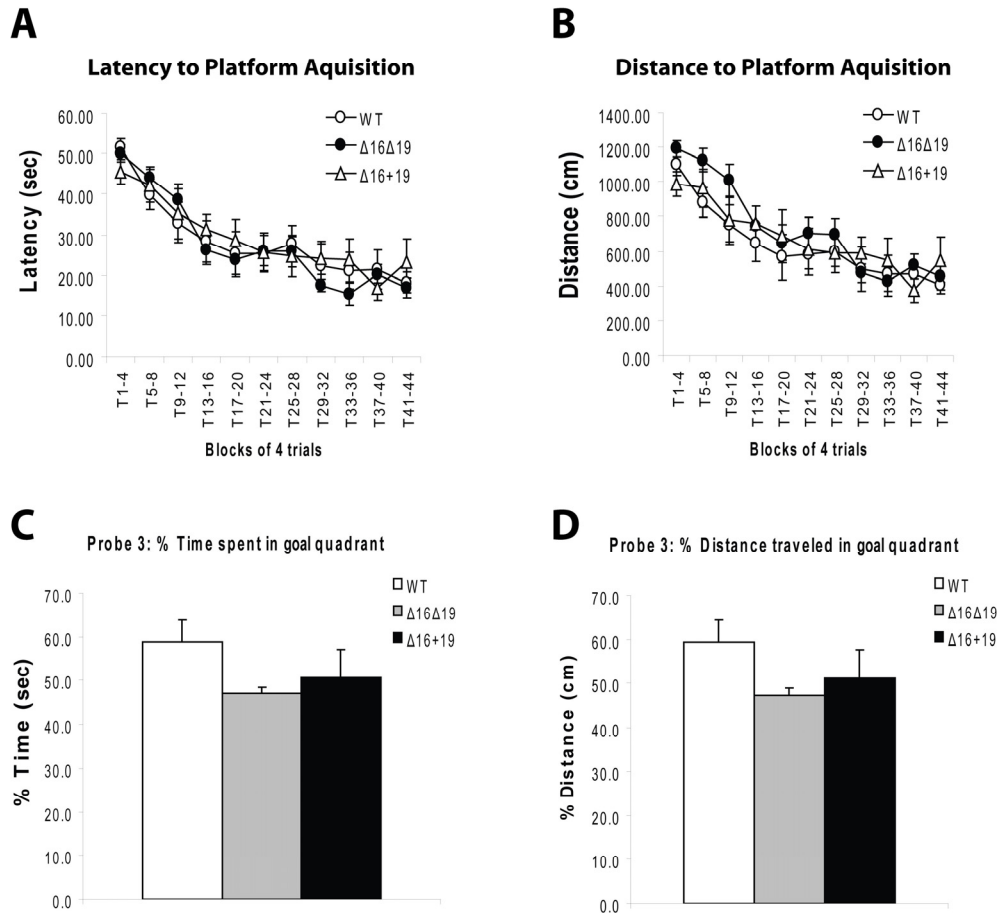 A
Latency to Platform Aquisition
WT
Δ16Δ19
Δ16+19
60.00
50.00
40.00
30.00
20.00
10.00
0.00
Latency (sec)
T1-4
T5-8
T9-12
T13-16
T17-20
T21-24
T25-28
T29-32
T33-36
T37-40
T41-44
Blocks of 4 trials
B
Distance to Platform Aquisition
WT
Δ16Δ19
Δ16+19
1400.00
1200.00
1000.00
800.00
600.00
400.00
200.00
0.00
Distance (cm)
T1-4
T5-8
T9-12
T13-16
T17-20
T21-24
T25-28
T29-32
T33-36
T37-40
T41-44
Blocks of 4 trials
C
Probe 3: % Time spent in goal quadrant
WT
Δ16Δ19
Δ16+19
70.0
60.0
50.0
40.0
30.0
20.0
10.0
0.0
% Time (sec)
D
Probe 3: % Distance traveled in goal quadrant
WT
Δ16Δ19
Δ16+19
70.0
60.0
50.0
40.0
30.0
20.0
10.0
0.0
% Distance (cm)